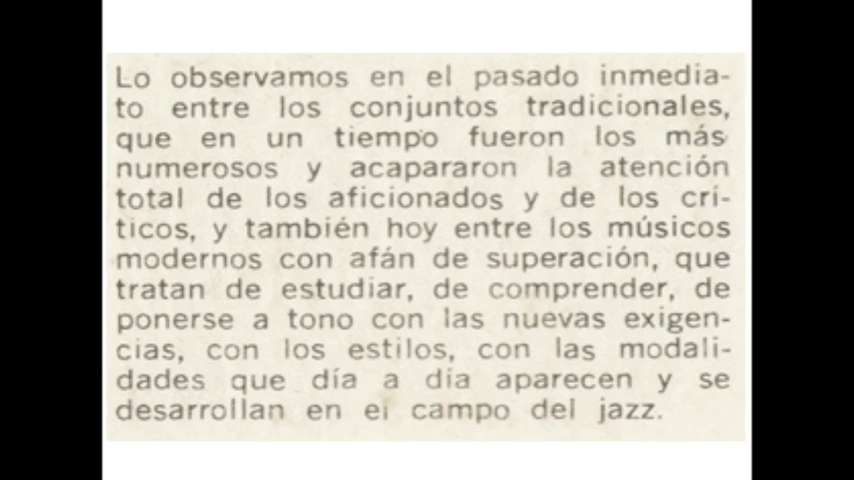 Lo observamos en el pasado inmedia-
to entre los conjuntos tradicionales,
que en un tiempo fueron los más
numerosos y acapararon la atención
total de los aficionados y de los crí-
ticos, y también hoy entre los músicos
modernos con afán de superación, que
tratan de estudiar, de comprender, de
ponerse a tono con las nuevas exigen-
cias, con los estilos, con las modali-
dades que día a día aparecen y se
desarrollan en el campo del jazz.